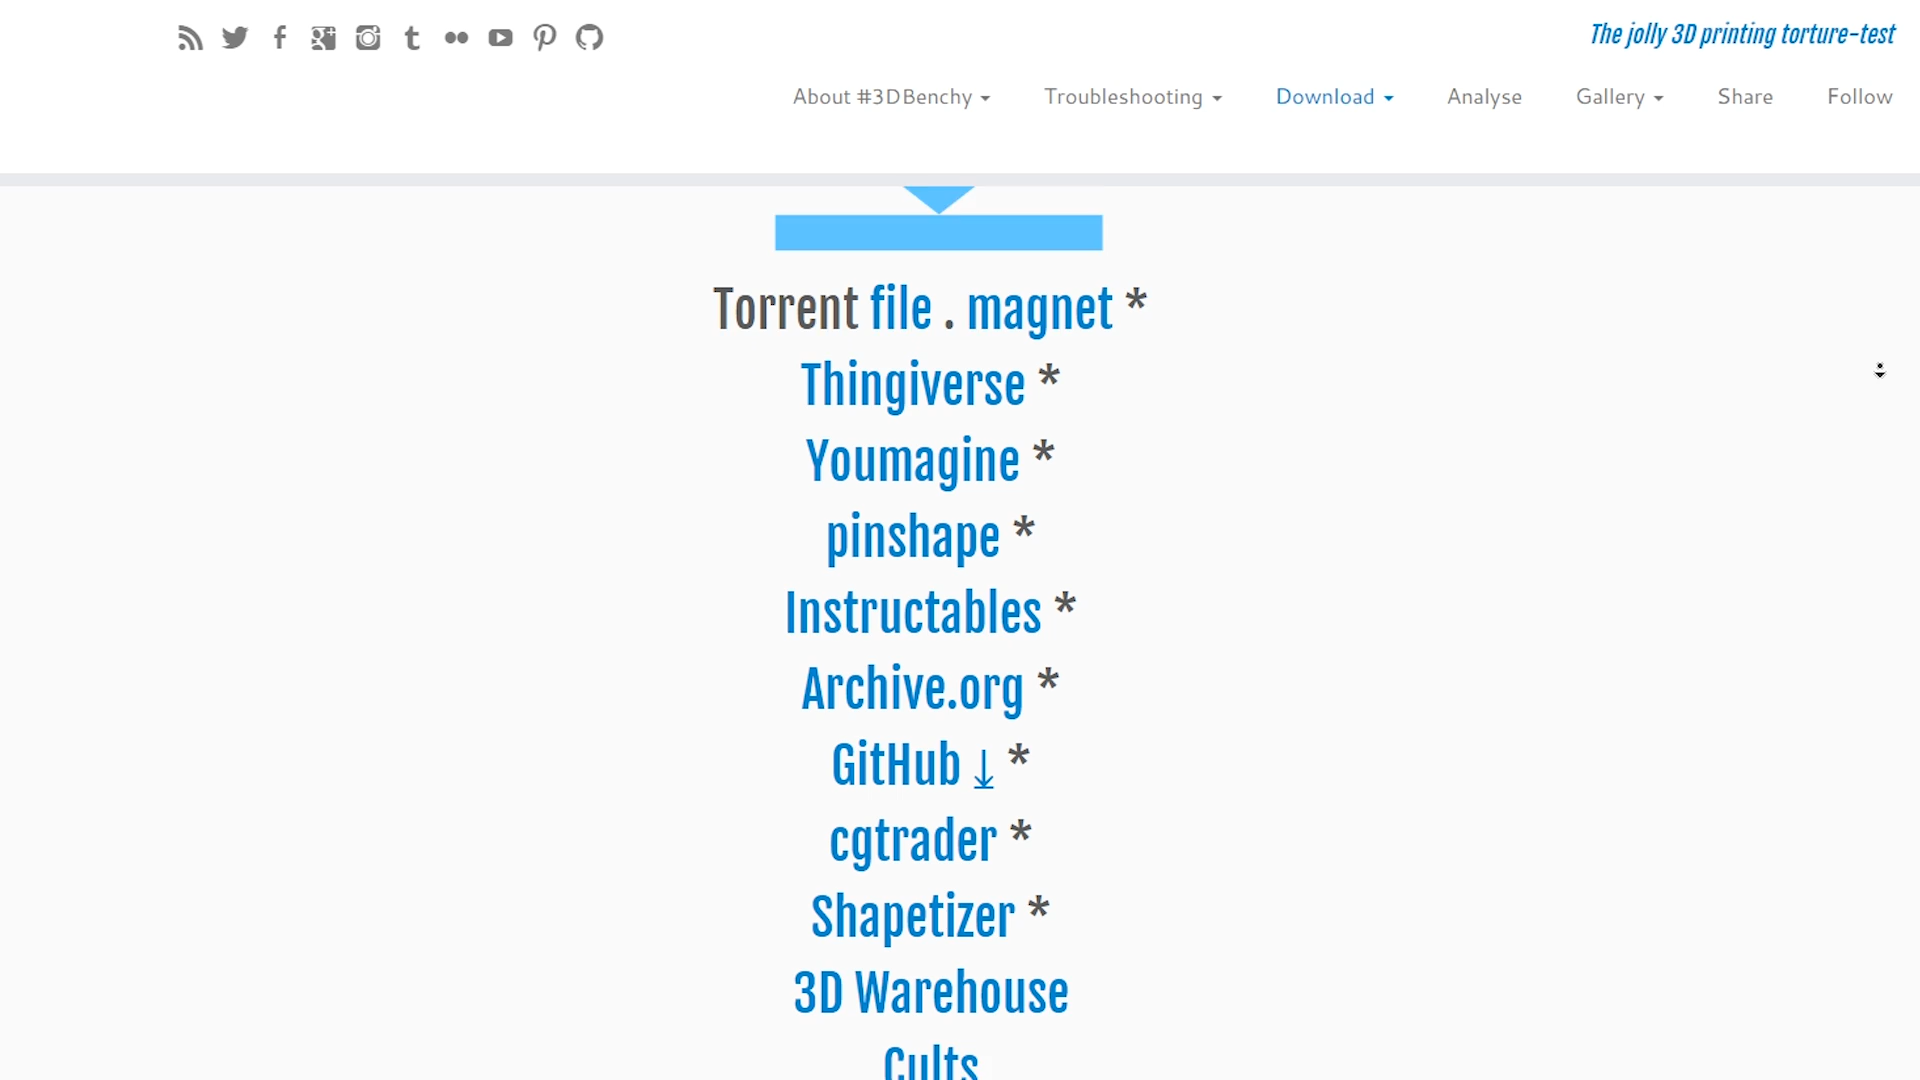 The jolly 3D printing torture-test
About #3DBenchy Troubleshooting Download Analyse Gallery Share Follow
Torrent file . magnet *
Thingiverse *
Youmagine *
pinshape *
Instructables *
Archive.org *
GitHub ↓ *
cgtrader *
Shapetizer *
3D Warehouse
Cults